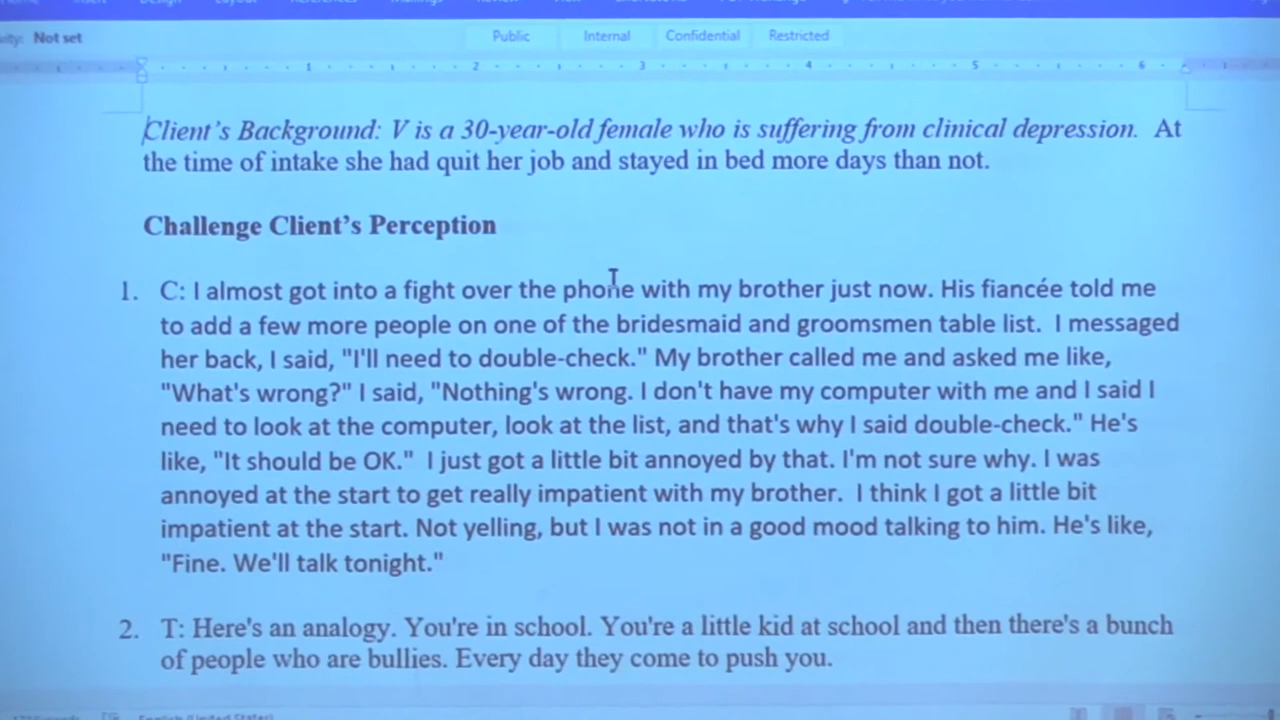 Not set
Public Internal Confidential Restricted
1 2 3 4 5 6
Client's Background: V is a 30-year-old female who is suffering from clinical depression. At
the time of intake she had quit her job and stayed in bed more days than not.
Challenge Client's Perception
1. C: I almost got into a fight over the phone with my brother just now. His fiancée told me
to add a few more people on one of the bridesmaid and groomsmen table list. I messaged
her back, I said, "I'll need to double-check." My brother called me and asked me like,
"What's wrong?" I said, "Nothing's wrong. I don't have my computer with me and I said I
need to look at the computer, look at the list, and that's why I said double-check." He's
like, "It should be OK." I just got a little bit annoyed by that. I'm not sure why. I was
annoyed at the start to get really impatient with my brother. I think I got a little bit
impatient at the start. Not yelling, but I was not in a good mood talking to him. He's like,
"Fine. We'll talk tonight."
2. T: Here's an analogy. You're in school. You're a little kid at school and then there's a bunch
of people who are bullies. Every day they come to push you.
English (United States)